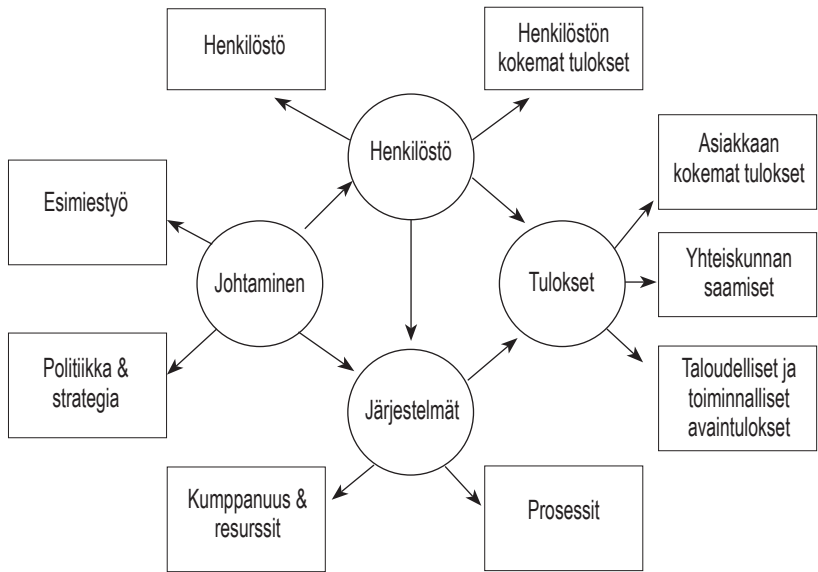 Henkilöstö
Henkilöstön
kokemat tulokset
Henkilöstö
Asiakkaan
kokemat tulokset
Esimiestyö
Johtaminen
Tulokset
Yhteiskunnan
saamiset
Politiikka &
strategia
Järjestelmät
Taloudelliset ja
toiminnalliset
avaintulokset
Kumppanuus &
resurssit
Prosessit